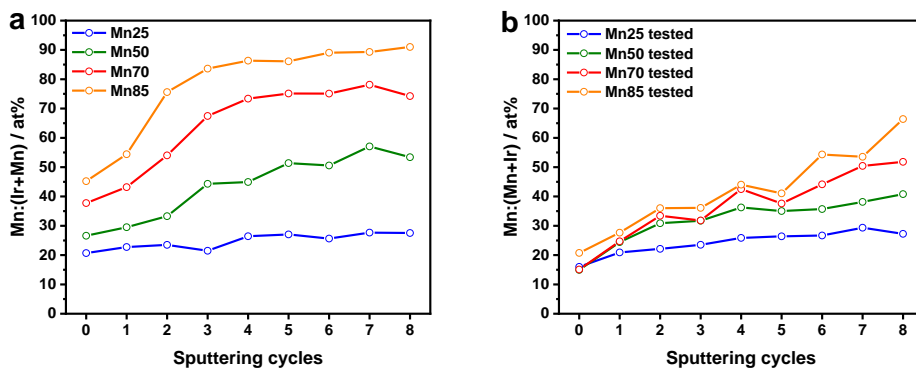 a
Mn25
Mn50
Mn70
Mn85
Mn:(Ir+Mn) / at%
100
90
80
70
60
50
40
30
20
10
0
0 1 2 3 4 5 6 7 8
Sputtering cycles
b
Mn25 tested
Mn50 tested
Mn70 tested
Mn85 tested
Mn:(Mn+Ir) / at%
100
90
80
70
60
50
40
30
20
10
0
0 1 2 3 4 5 6 7 8
Sputtering cycles